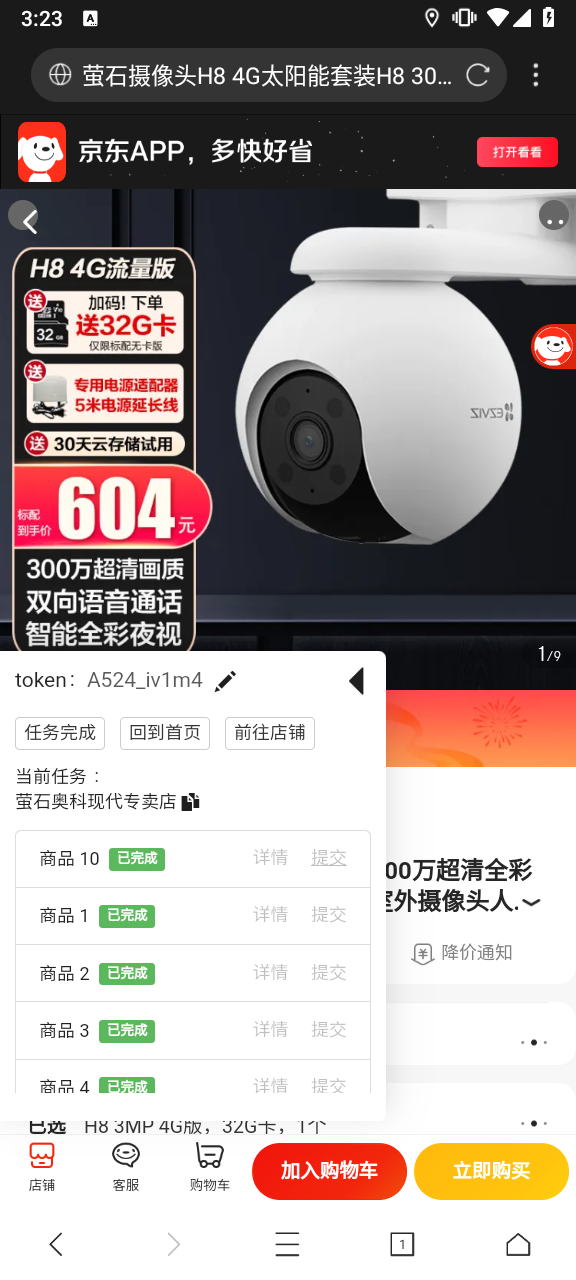 3:23
A
萤石摄像头H8 4G太阳能套装H8 30...
京东APP，多快好省
打开看看
H8 4G流量版
送
加码! 下单
送32G卡
仅限标配无卡版
32 GB
送
专用电源适配器
5米电源延长线
送 30天云存储试用
标配
到手价 604元
300万超清画质
双向语音通话
智能全彩夜视
EZVIZ
1/9
token： A524_iv1m4
任务完成 回到首页 前往店铺
当前任务：
萤石奥科现代专卖店
商品 10 已完成 详情 提交
商品 1 已完成 详情 提交
商品 2 已完成 详情 提交
商品 3 已完成 详情 提交
商品 4 已完成 详情 提交
00万超清全彩
室外摄像头人.
降价通知
已选 H8 3MP 4G版，32G卡，1个
店铺 客服 购物车 加入购物车 立即购买
1